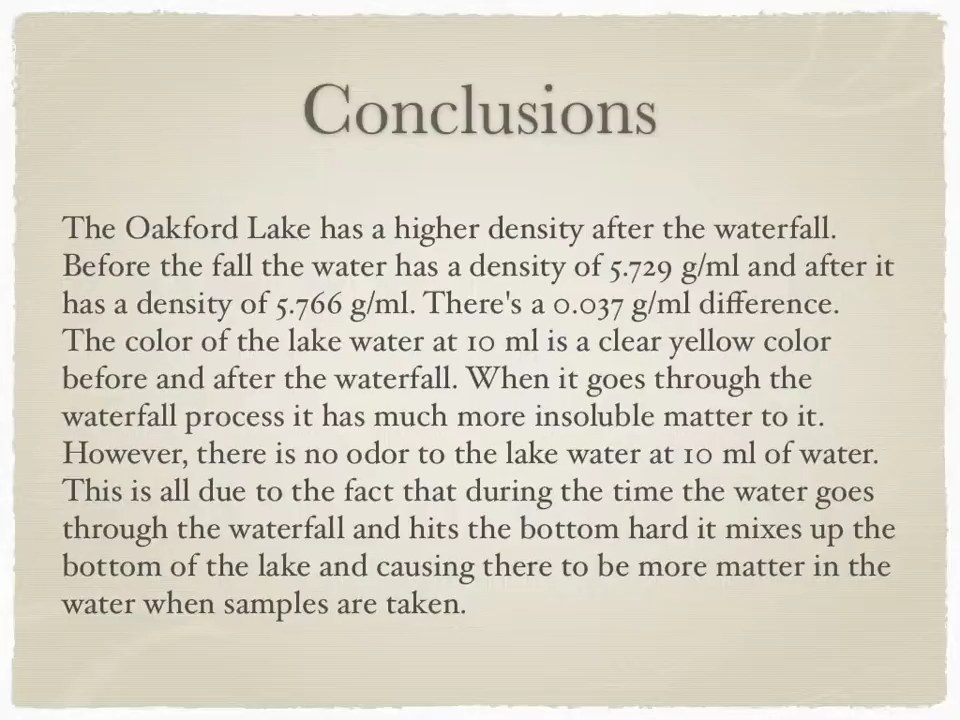 Conclusions
The Oakford Lake has a higher density after the waterfall.
Before the fall the water has a density of 5.729 g/ml and after it
has a density of 5.766 g/ml. There's a 0.037 g/ml difference.
The color of the lake water at 10 ml is a clear yellow color
before and after the waterfall. When it goes through the
waterfall process it has much more insoluble matter to it.
However, there is no odor to the lake water at 10 ml of water.
This is all due to the fact that during the time the water goes
through the waterfall and hits the bottom hard it mixes up the
bottom of the lake and causing there to be more matter in the
water when samples are taken.